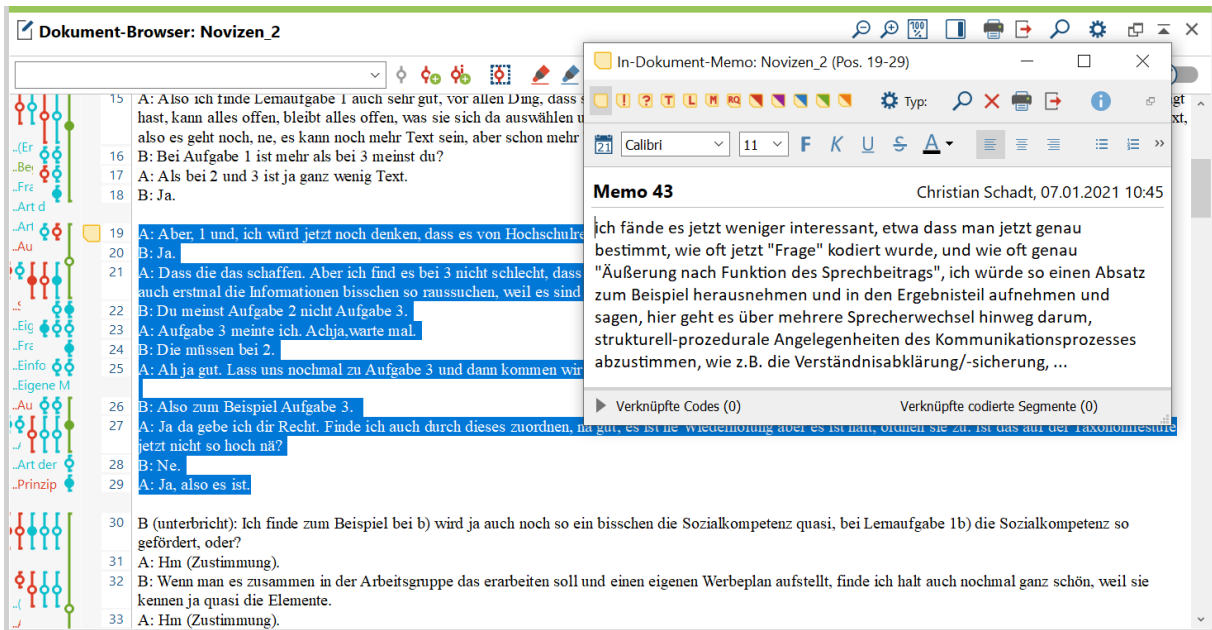 Dokument-Browser: Novizen_2
In-Dokument-Memo: Novizen_2 (Pos. 19-29)
Typ:
Calibri
11
F K U S A
Memo 43
Christian Schadt, 07.01.2021 10:45
ich fände es jetzt weniger interessant, etwa dass man jetzt genau
bestimmt, wie oft jetzt "Frage" kodiert wurde, und wie oft genau
"Äußerung nach Funktion des Sprechbeitrags", ich würde so einen Absatz
zum Beispiel herausnehmen und in den Ergebnisteil aufnehmen und
sagen, hier geht es über mehrere Sprecherwechsel hinweg darum,
strukturell-prozedurale Angelegenheiten des Kommunikationsprozesses
abzustimmen, wie z.B. die Verständnisabklärung/-sicherung, ...
Verknüpfte Codes (0)
Verknüpfte codierte Segmente (0)
15 A: Also ich finde Lernaufgabe 1 auch sehr gut, vor allen Ding, dass
hast, kann alles offen, bleibt alles offen, was sie sich da auswählen
also es geht noch, ne, es kann noch mehr Text sein, aber schon mehr
16 B: Bei Aufgabe 1 ist mehr als bei 3 meinst du?
17 A: Als bei 2 und 3 ist ja ganz wenig Text.
18 B: Ja.
19 A: Aber, 1 und, ich würd jetzt noch denken, dass es von
20 B: Ja.
21 A: Dass die das schaffen. Aber ich find es bei 3 nicht schlecht, dass
auch erstmal die Informationen bisschen so raussuchen, weil es sind
22 B: Du meinst Aufgabe 2 nicht Aufgabe 3.
23 A: Aufgabe 3 meinte ich. Achja,warte mal.
24 B: Die müssen bei 2.
25 A: Ah ja gut. Lass uns nochmal zu Aufgabe 3 und dann kommen wir
26 B: Also zum Beispiel Aufgabe 3.
27 A: Ja da gebe ich dir Recht. Finde ich auch durch dieses zuordnen, na gut, es ist ne Wiederholung aber es ist halt, ordnen sie zu. Ist das auf der Taxonomiestufe
jetzt nicht so hoch nä?
28 B: Ne.
29 A: Ja, also es ist.
30 B (unterbricht): Ich finde zum Beispiel bei b) wird ja auch noch so ein bisschen die Sozialkompetenz quasi, bei Lernaufgabe 1b) die Sozialkompetenz so
gefördert, oder?
31 A: Hm (Zustimmung).
32 B: Wenn man es zusammen in der Arbeitsgruppe das erarbeiten soll und einen eigenen Werbeplan aufstellt, finde ich halt auch nochmal ganz schön, weil sie
kennen ja quasi die Elemente.
33 A: Hm (Zustimmung).
..(Er
..Fra
..Art d
..Art
..Au
..Eig
..Fra
..Einfo
..Eigene M
..Au
..Art der
..Prinzip